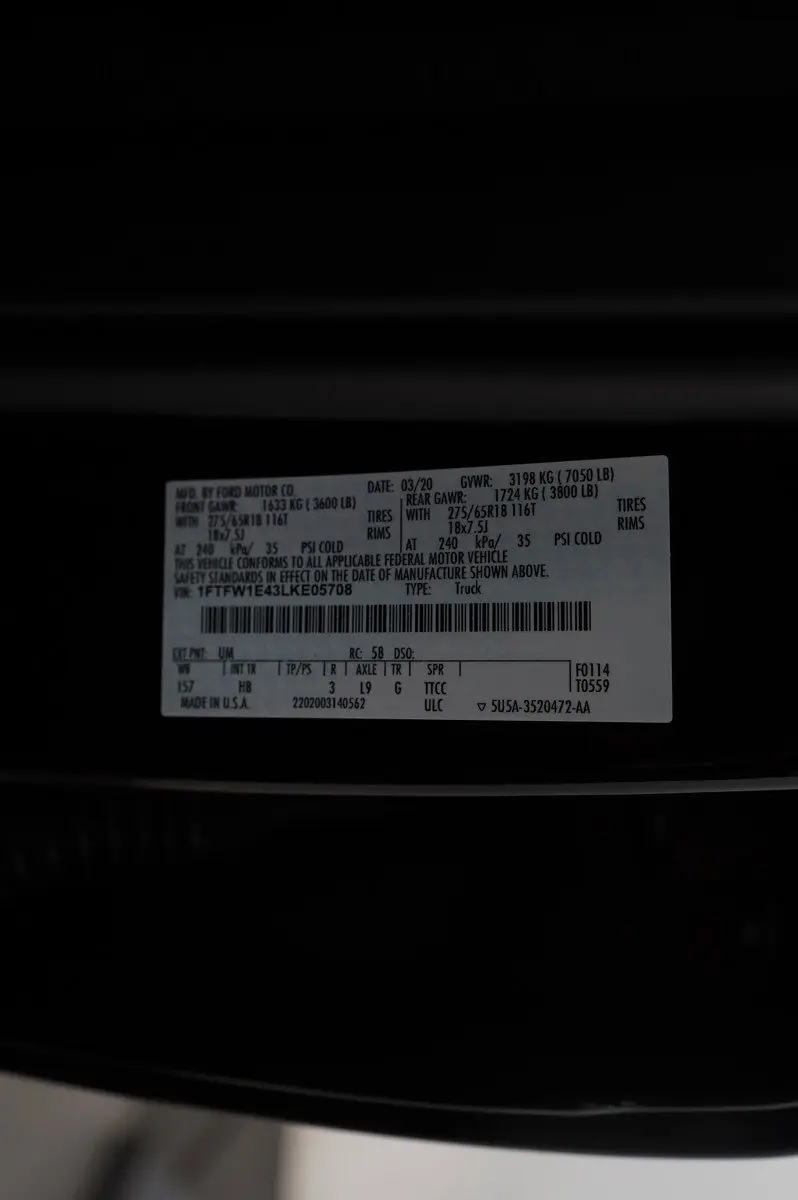 MFD. BY FORD MOTOR CO. DATE: 03/20 GVWR: 3198 KG ( 7050 LB)
FRONT GAWR: 1633 KG ( 3600 LB) REAR GAWR: 1724 KG ( 3800 LB)
WITH 275/65R18 116T TIRES WITH 275/65R18 116T TIRES
18x7.5J RIMS 18x7.5J RIMS
AT 240 kPa/ 35 PSI COLD AT 240 kPa/ 35 PSI COLD
THIS VEHICLE CONFORMS TO ALL APPLICABLE FEDERAL MOTOR VEHICLE
SAFETY STANDARDS IN EFFECT ON THE DATE OF MANUFACTURE SHOWN ABOVE.
VIN: 1FTFW1E43LKE05708 TYPE: Truck
EXT PNT: UM RC: 58 DSO:
WB INT TR TP/PS R AXLE TR SPR F0114
157 HB 3 L9 G TTCC T0559
MADE IN U.S.A. 2202003140562 ULC ▽ 5U5A-3520472-AA